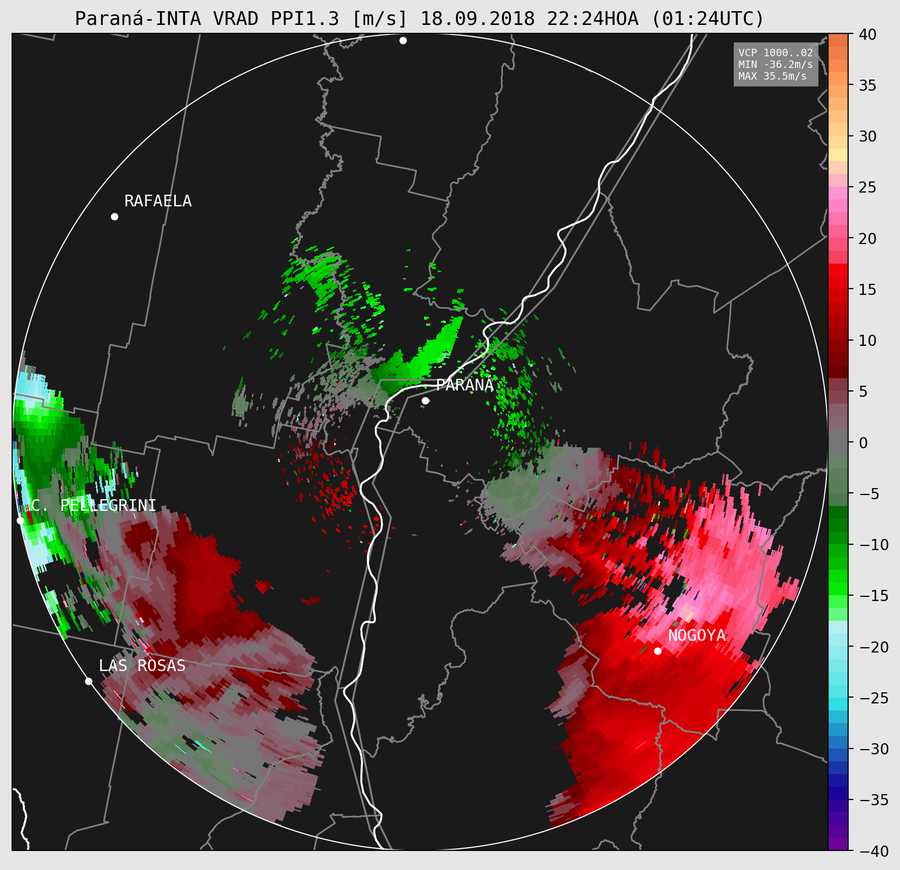 Paraná-INTA VRAD PPI1.3 [m/s] 18.09.2018 22:24HOA (01:24UTC)
VCP 1000..02
MIN -36.2m/s
MAX 35.5m/s
RAFAELA
PARANA
C. PELLEGRINI
NOGOYA
LAS ROSAS
40
35
30
25
20
15
10
5
0
−5
−10
−15
−20
−25
−30
−35
−40